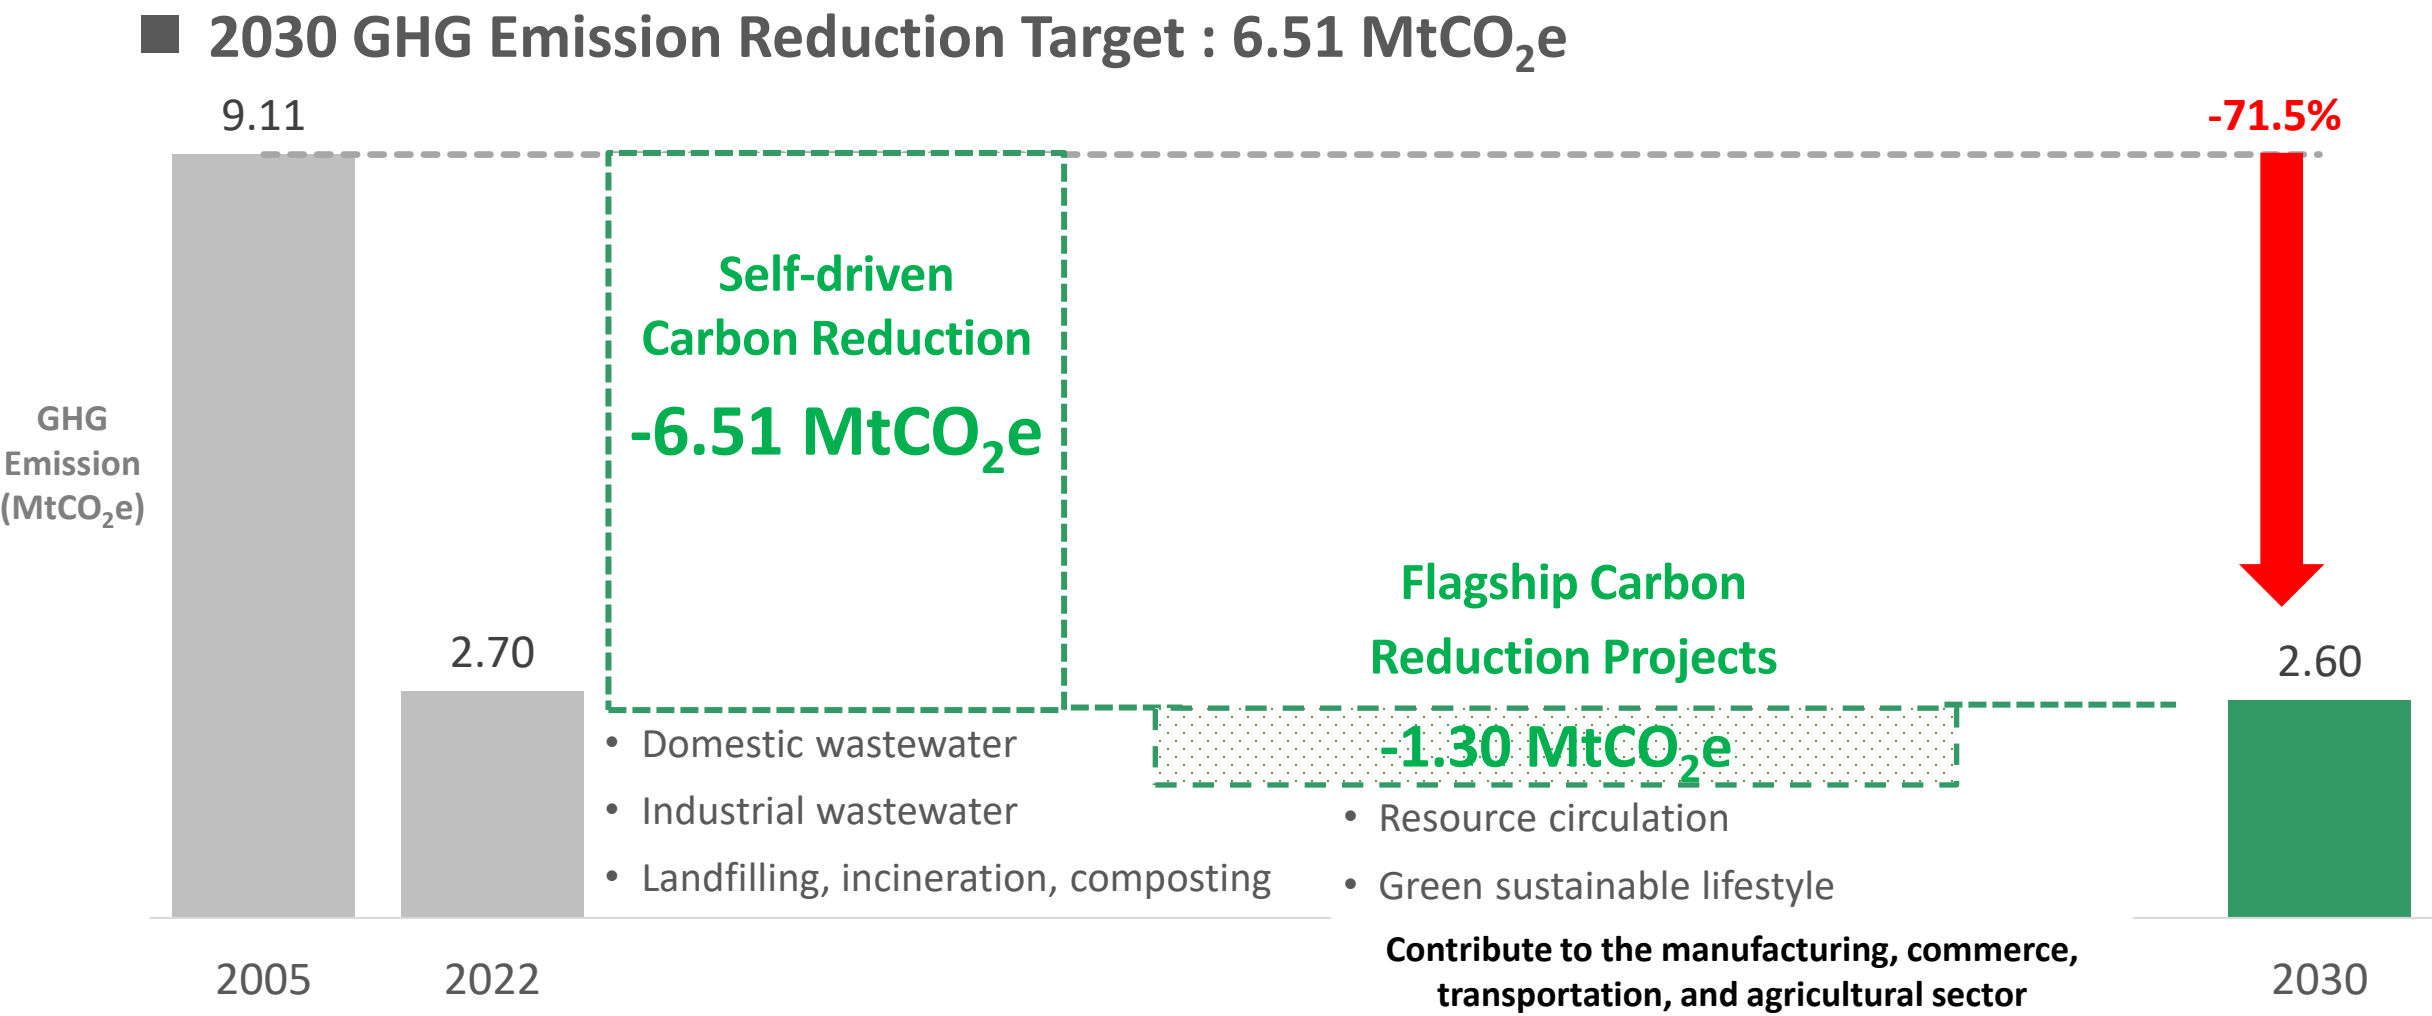 ■ 2030 GHG Emission Reduction Target : 6.51 MtCO₂e
9.11
-71.5%
Self-driven
Carbon Reduction
-6.51 MtCO₂e
GHG
Emission
(MtCO₂e)
Flagship Carbon
Reduction Projects
2.70
2.60
-1.30 MtCO₂e
• Domestic wastewater
• Industrial wastewater
• Landfilling, incineration, composting
• Resource circulation
• Green sustainable lifestyle
Contribute to the manufacturing, commerce,
transportation, and agricultural sector
2005
2022
2030